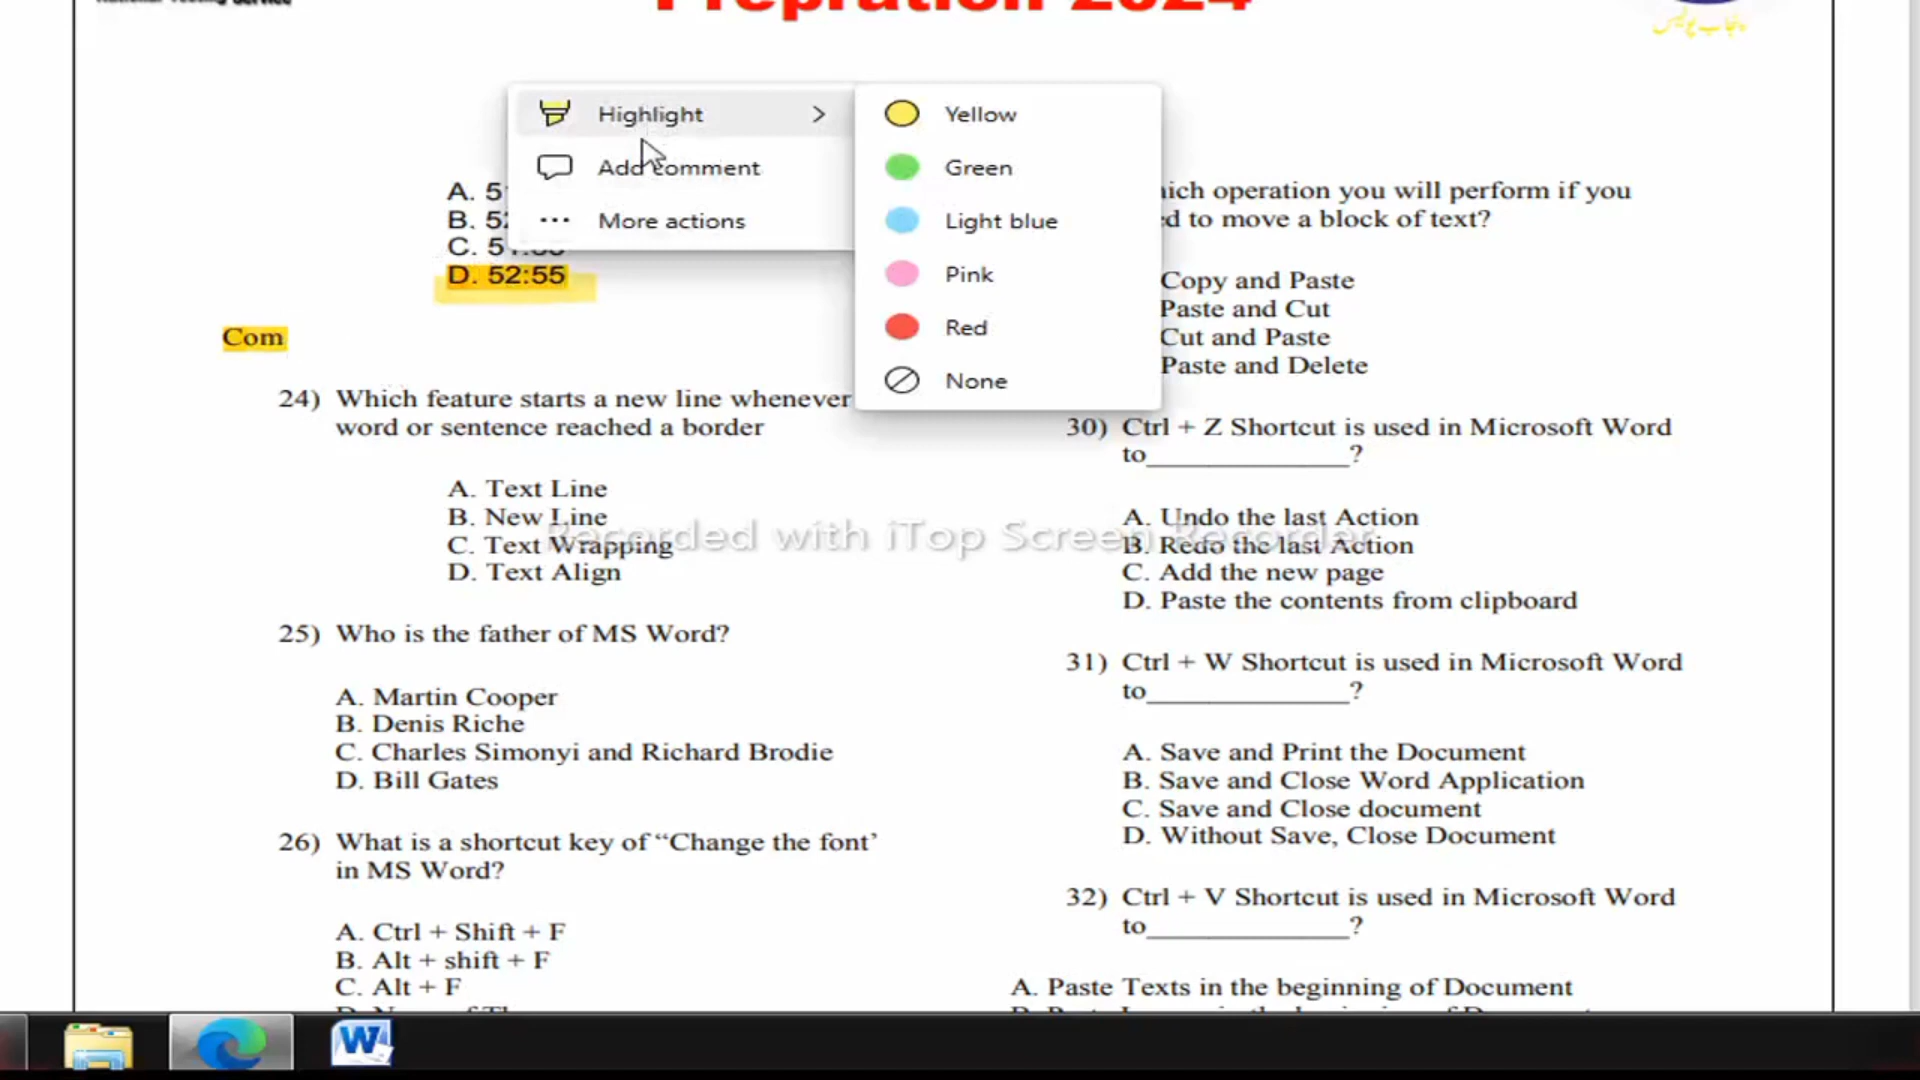 Prepration 2024
پنجاب پولیس
Highlight
Add comment
More actions
Yellow
Green
Light blue
Pink
Red
None
A. 5
B. 5
C. 5
D. 52:55
Com
24) Which feature starts a new line whenever
word or sentence reached a border
A. Text Line
B. New Line
C. Text Wrapping
D. Text Align
25) Who is the father of MS Word?
A. Martin Cooper
B. Denis Riche
C. Charles Simonyi and Richard Brodie
D. Bill Gates
26) What is a shortcut key of “Change the font’
in MS Word?
A. Ctrl + Shift + F
B. Alt + shift + F
C. Alt + F
operation you will perform if you
to move a block of text?
Copy and Paste
Paste and Cut
Cut and Paste
Paste and Delete
30) Ctrl + Z Shortcut is used in Microsoft Word
to______________?
A. Undo the last Action
B. Redo the last Action
C. Add the new page
D. Paste the contents from clipboard
31) Ctrl + W Shortcut is used in Microsoft Word
to______________?
A. Save and Print the Document
B. Save and Close Word Application
C. Save and Close document
D. Without Save, Close Document
32) Ctrl + V Shortcut is used in Microsoft Word
to______________?
A. Paste Texts in the beginning of Document
Recorded with iTop Screen Recorder